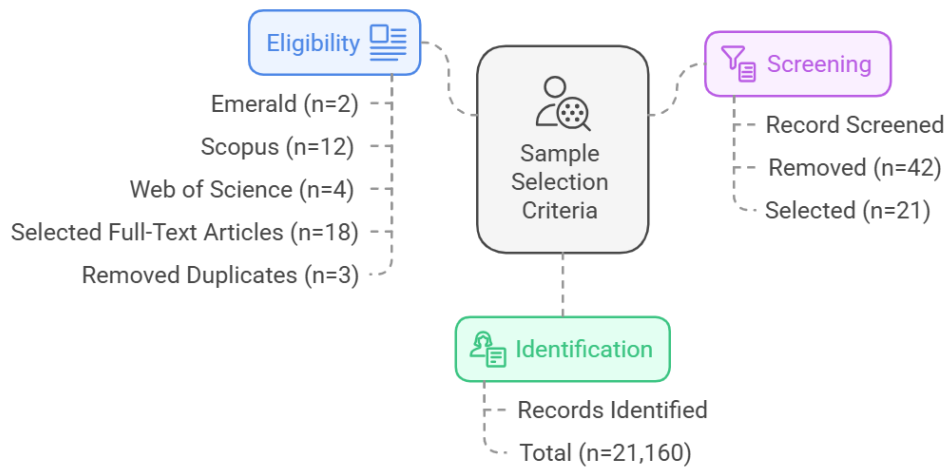 Eligibility
Emerald (n=2)
Scopus (n=12)
Web of Science (n=4)
Selected Full-Text Articles (n=18)
Removed Duplicates (n=3)
Sample
Selection
Criteria
Screening
Record Screened
Removed (n=42)
Selected (n=21)
Identification
Records Identified
Total (n=21,160)